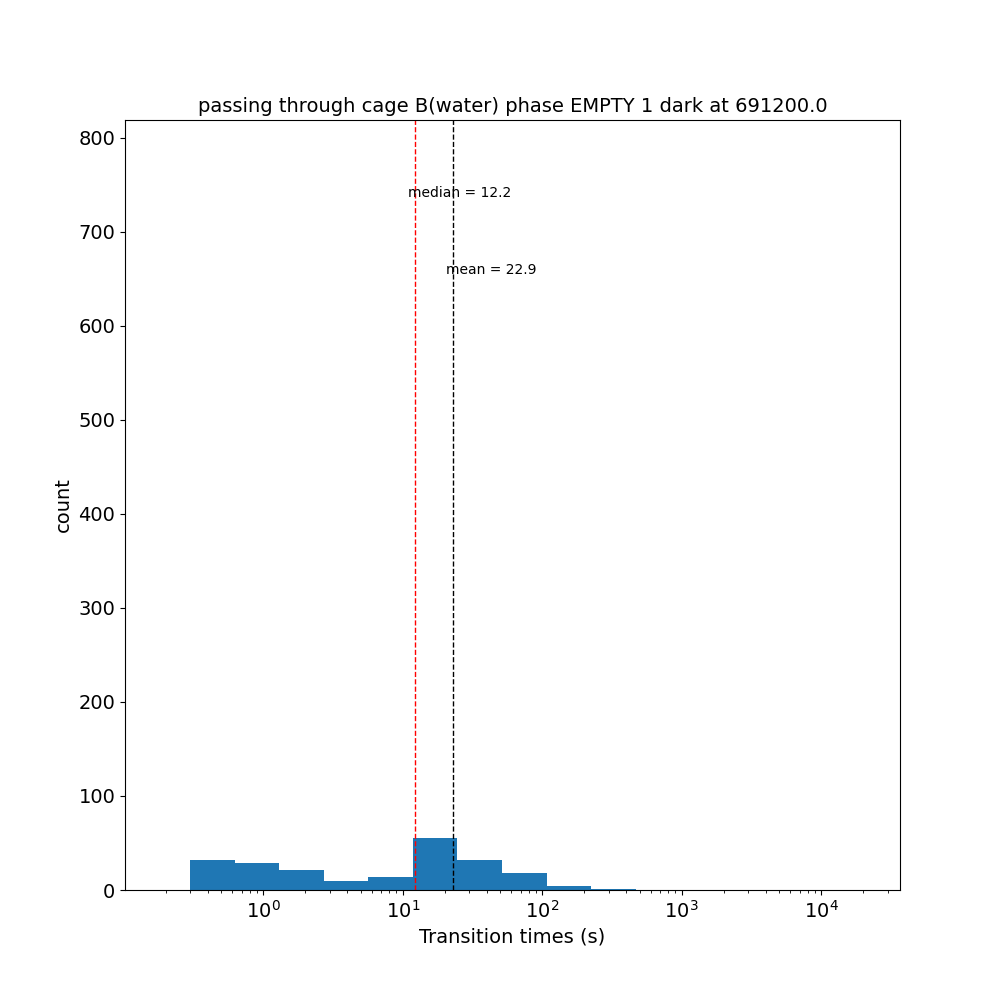 passing through cage B(water) phase EMPTY 1 dark at 691200.0
800
median = 12.2
700
mean = 22.9
600
500
400
300
200
100
0
count
10⁰
10¹
10²
10³
10⁴
Transition times (s)